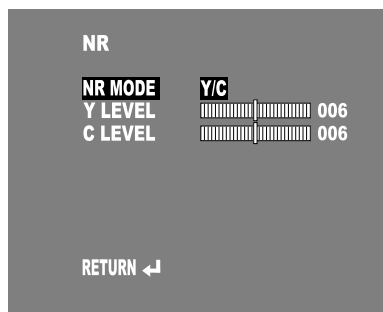 NR
NR MODE Y/C
Y LEVEL 006
C LEVEL 006
RETURN ↲